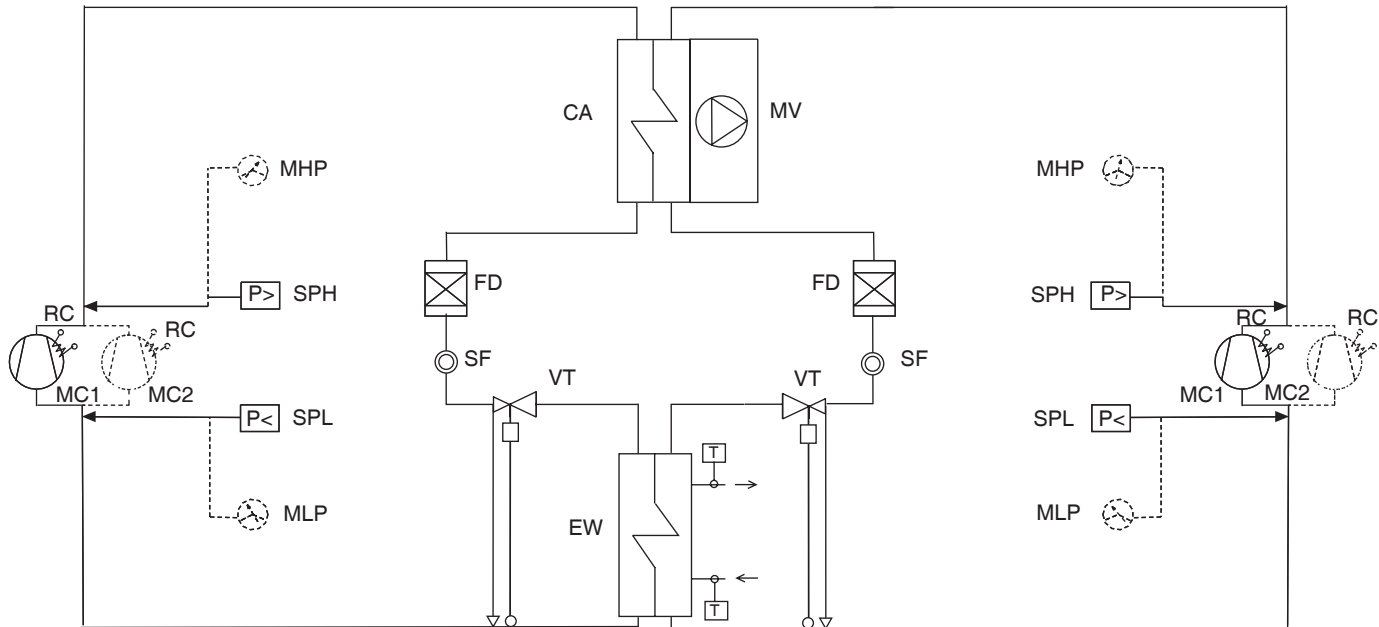 CA
MV
MHP
MHP
FD
FD
P>
SPH
SPH
P>
RC
RC
RC
RC
SF
SF
VT
VT
MC1
MC2
MC1
MC2
P<
SPL
SPL
P<
T
MLP
MLP
EW
T